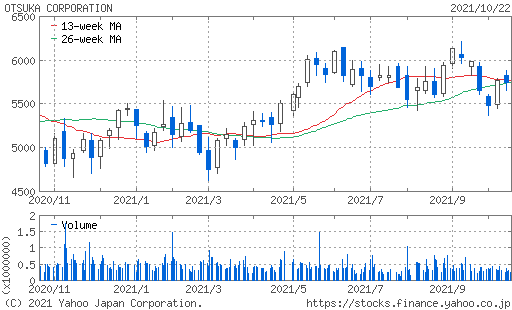 OTSUKA CORPORATION 2021/10/22
6500
13-week MA
26-week MA
6000
5500
5000
4500
2020/11 2021/1 2021/3 2021/5 2021/7 2021/9
2
Volume
1.5
1
0.5
0
(x1000000)
2020/11 2021/1 2021/3 2021/5 2021/7 2021/9
(C) 2021 Yahoo Japan Corporation. https://stocks.finance.yahoo.co.jp/